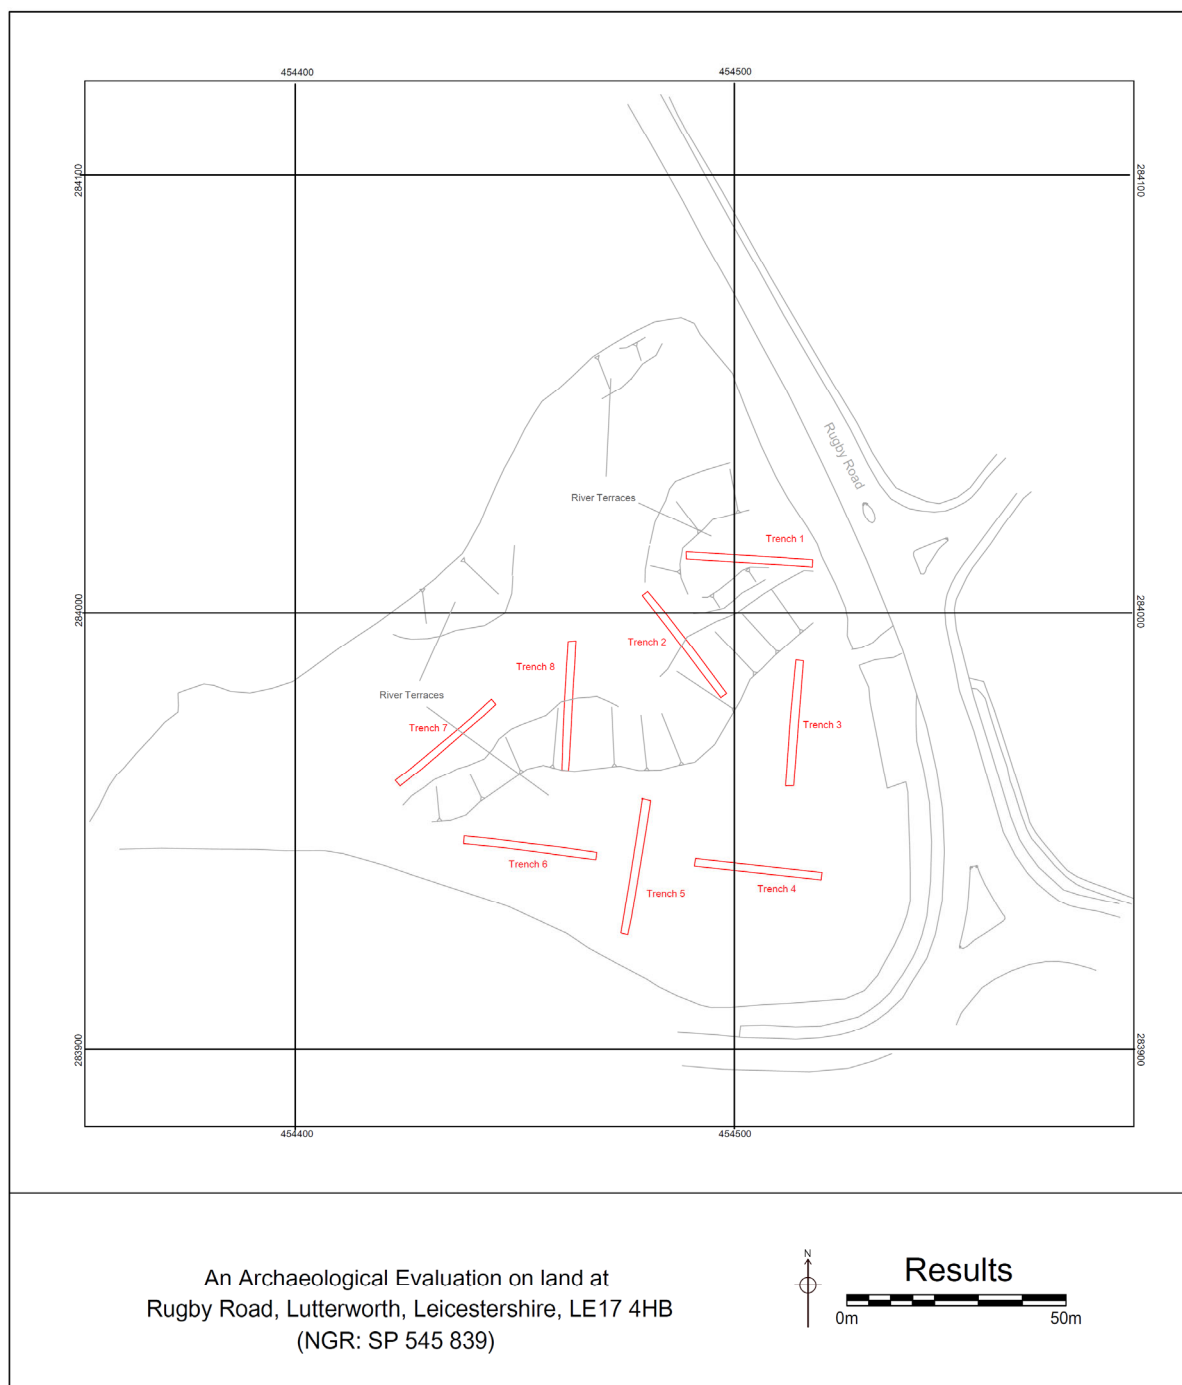 454400
454500
284100
284100
Rugby Road
River Terraces
Trench 1
284000
284000
Trench 2
Trench 8
River Terraces
Trench 7
Trench 3
Trench 6
Trench 5
Trench 4
283900
283900
454400
454500
An Archaeological Evaluation on land at
Rugby Road, Lutterworth, Leicestershire, LE17 4HB
(NGR: SP 545 839)
N
Results
0m
50m